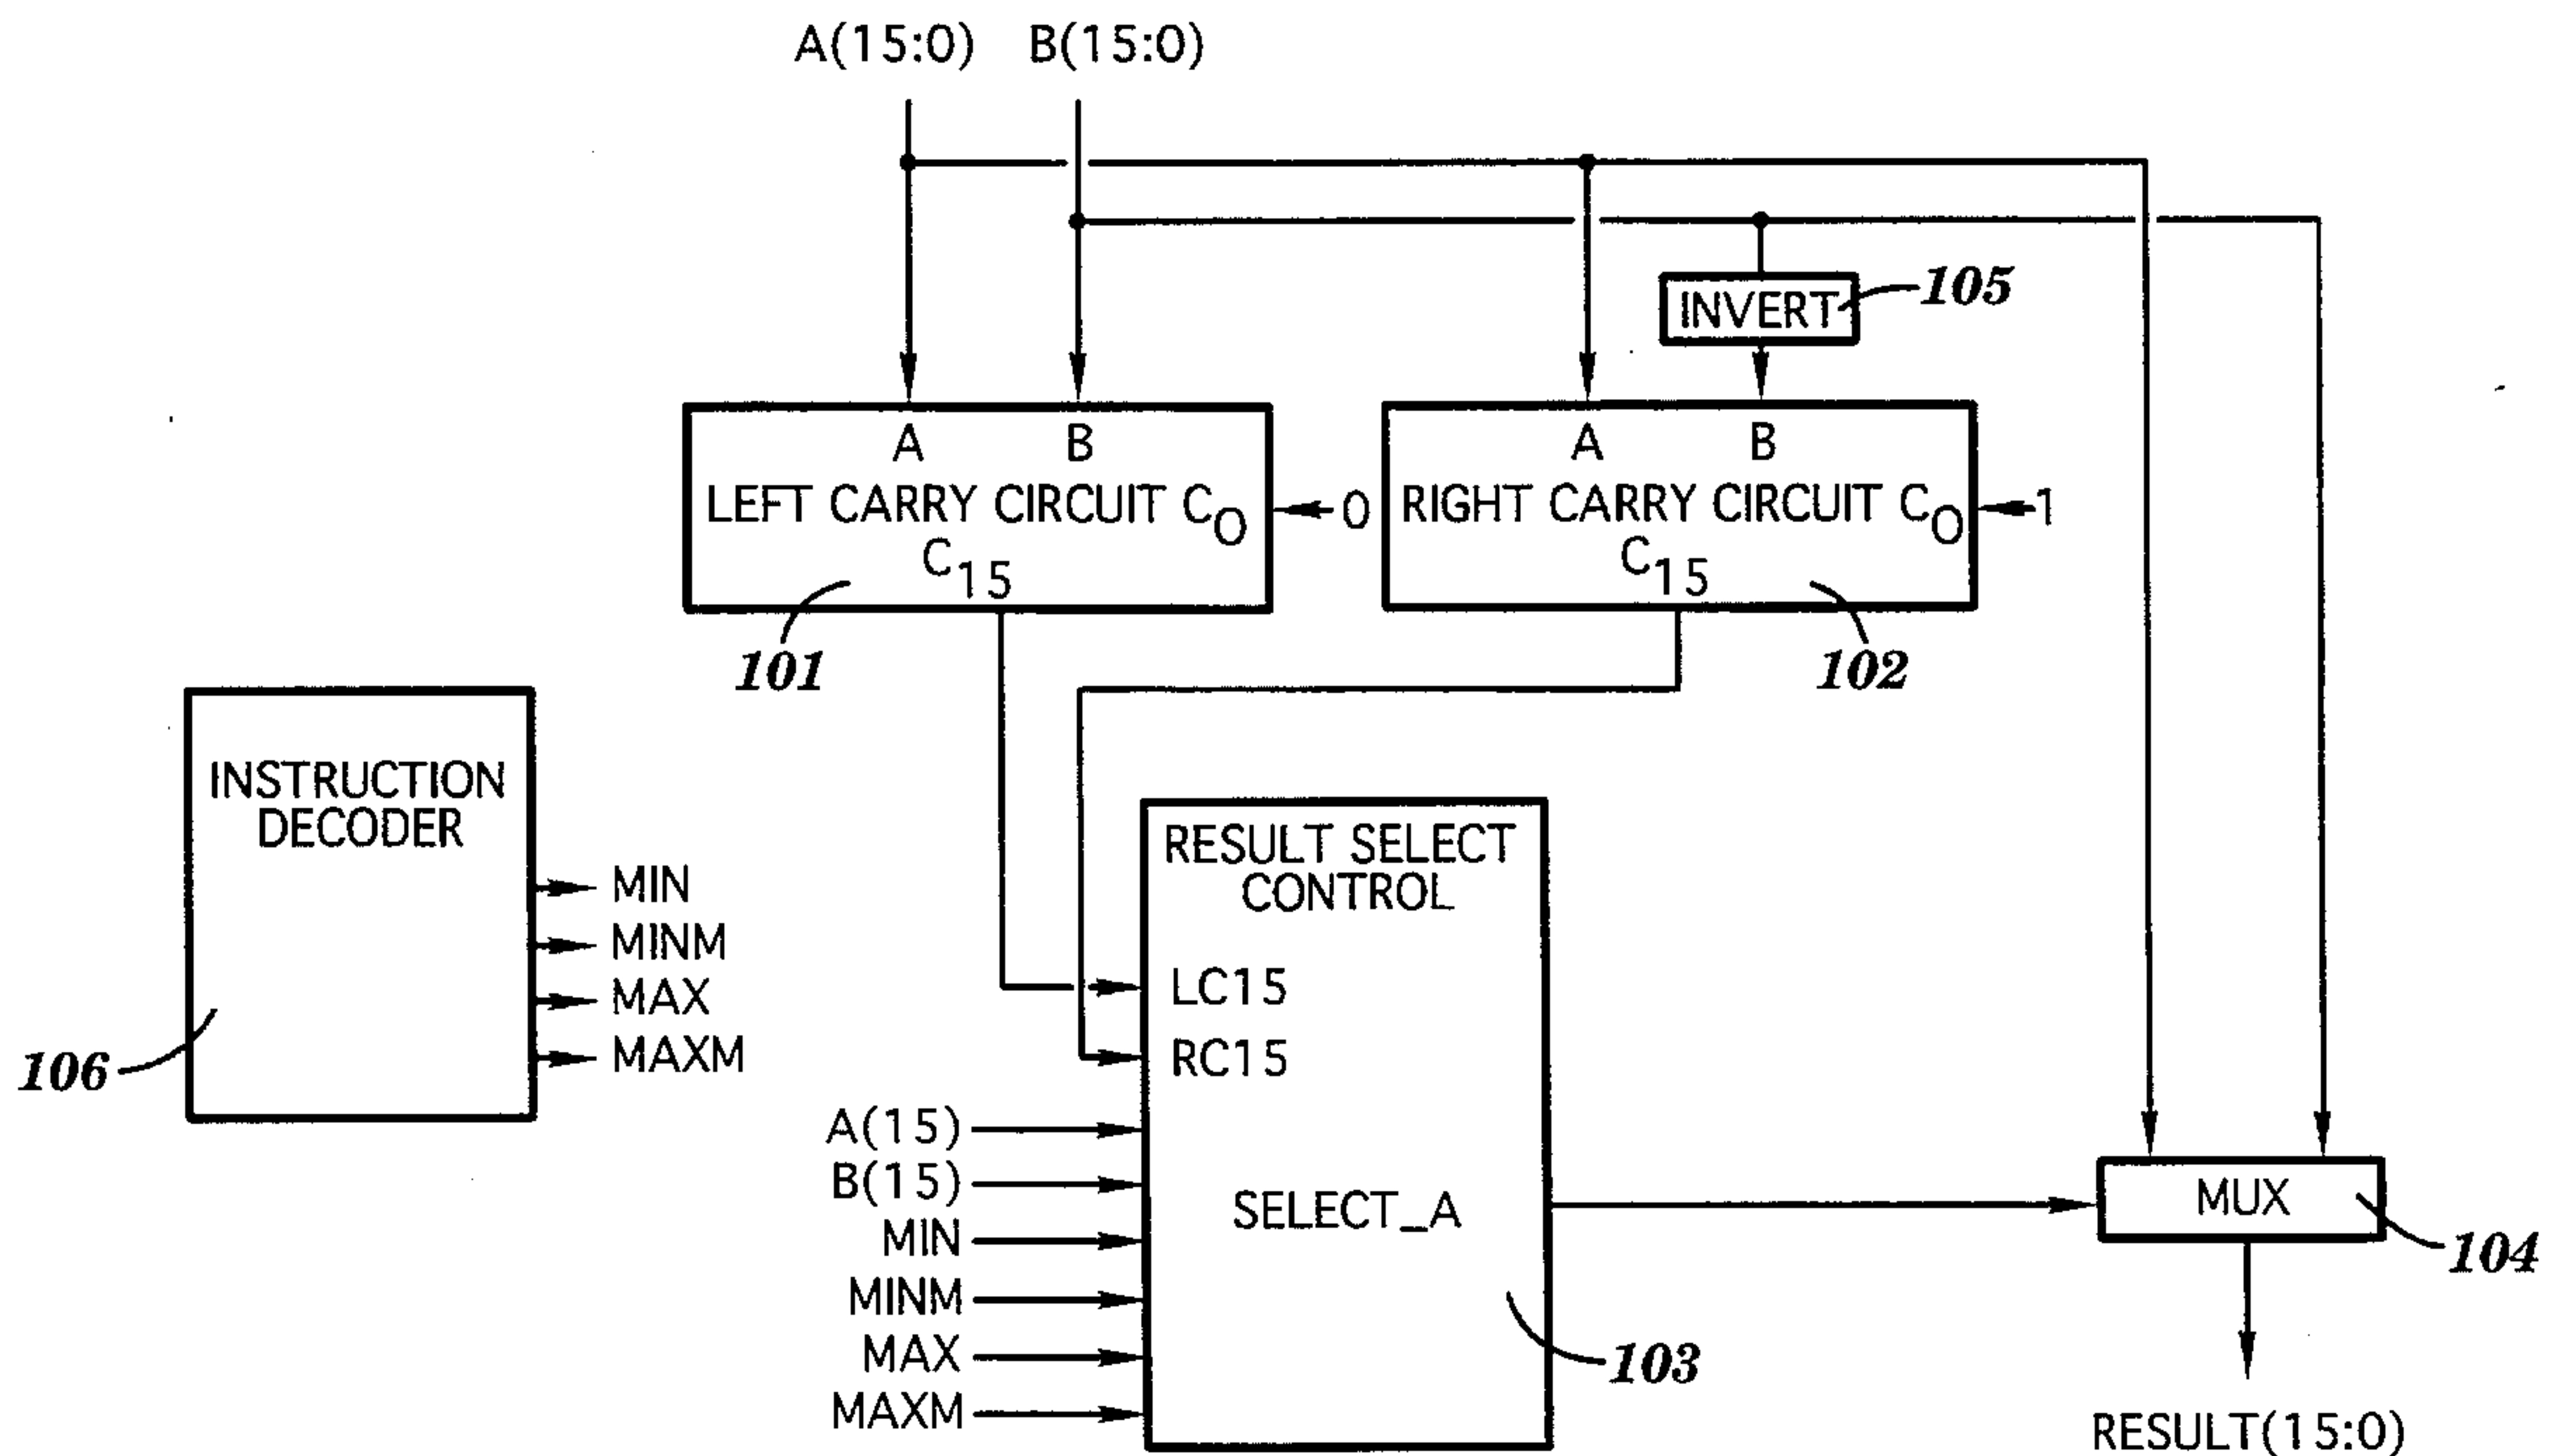 A(15:0) B(15:0)
INVERT
105
A B
LEFT CARRY CIRCUIT C0
C15
0
A B
RIGHT CARRY CIRCUIT C0
C15
1
101
102
INSTRUCTION
DECODER
MIN
MINM
MAX
MAXM
106
RESULT SELECT
CONTROL
LC15
RC15
A(15)
B(15)
SELECT_A
MIN
MINM
MAX
MAXM
103
MUX
104
RESULT(15:0)